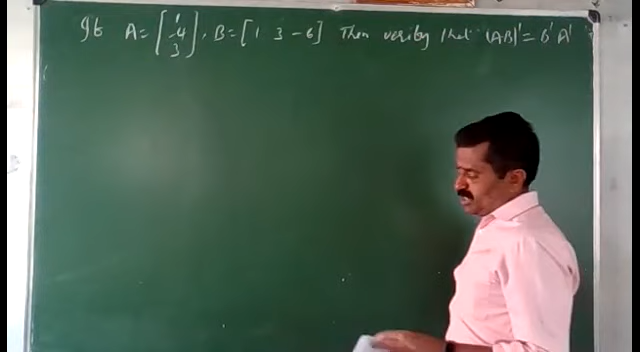 If A = [1 -4 3], B = [1 3 -6] Then verify that (AB)' = B'A'